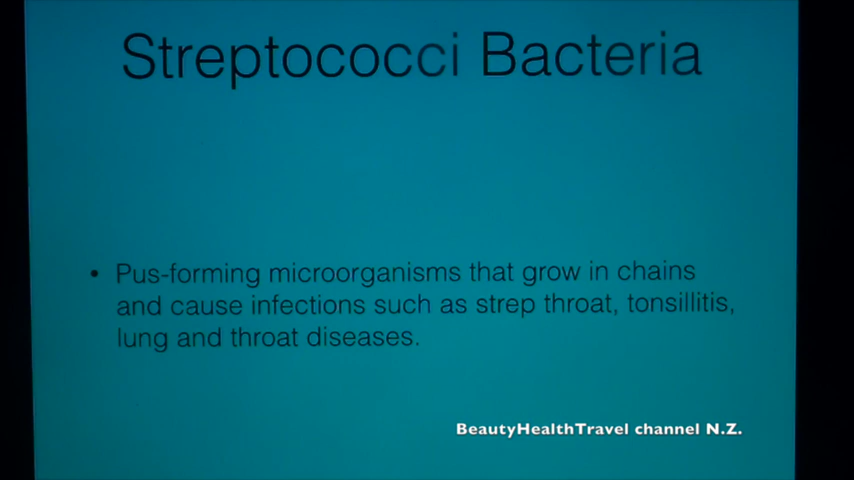 Streptococci Bacteria
• Pus-forming microorganisms that grow in chains
and cause infections such as strep throat, tonsillitis,
lung and throat diseases.
BeautyHealthTravel channel N.Z.